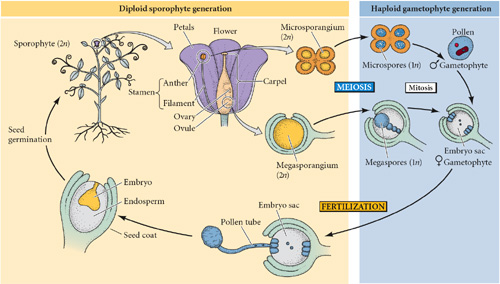 Diploid sporophyte generation
Haploid gametophyte generation
Sporophyte (2n)
Petals
Flower
Microsporangium
(2n)
Microspores (1n)
Pollen
♂ Gametophyte
Stamen
Anther
Filament
Carpel
Ovary
Ovule
MEIOSIS
Mitosis
Megasporangium
(2n)
Megaspores (1n)
Embryo sac
♀ Gametophyte
Seed
germination
Embryo
Endosperm
Seed coat
Pollen tube
Embryo sac
FERTILIZATION